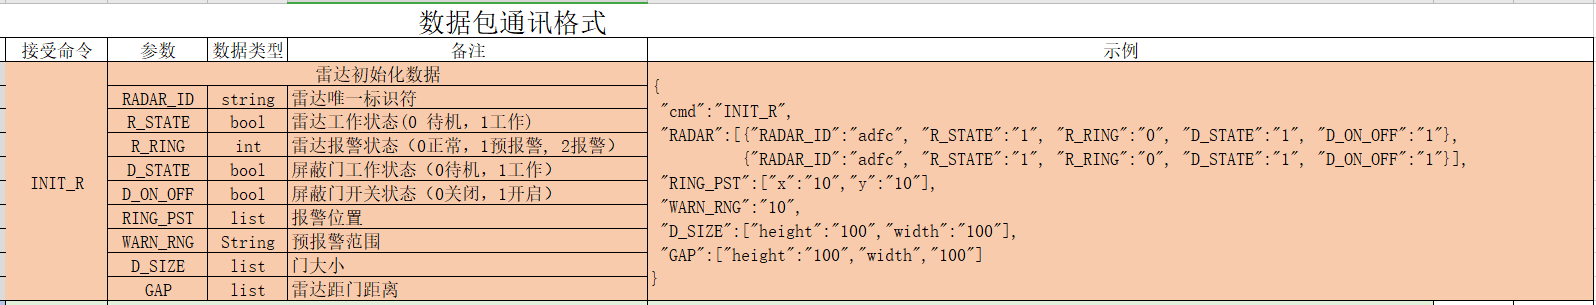 数据包通讯格式
接受命令 参数 数据类型 备注 示例
INIT_R
雷达初始化数据
RADAR_ID string 雷达唯一标识符
R_STATE bool 雷达工作状态(0 待机，1工作)
R_RING int 雷达报警状态（0正常，1预报警, 2报警）
D_STATE bool 屏蔽门工作状态（0待机，1工作）
D_ON_OFF bool 屏蔽门开关状态（0关闭，1开启）
RING_PST list 报警位置
WARN_RNG String 预报警范围
D_SIZE list 门大小
GAP list 雷达距门距离
{
"cmd":"INIT_R",
"RADAR":[{"RADAR_ID":"adfc", "R_STATE":"1", "R_RING":"0", "D_STATE":"1", "D_ON_OFF":"1"},
{"RADAR_ID":"adfc", "R_STATE":"1", "R_RING":"0", "D_STATE":"1", "D_ON_OFF":"1"}],
"RING_PST":["x":"10","y":"10"],
"WARN_RNG":"10",
"D_SIZE":["height":"100","width":"100"],
"GAP":["height":"100","width","100"]
}